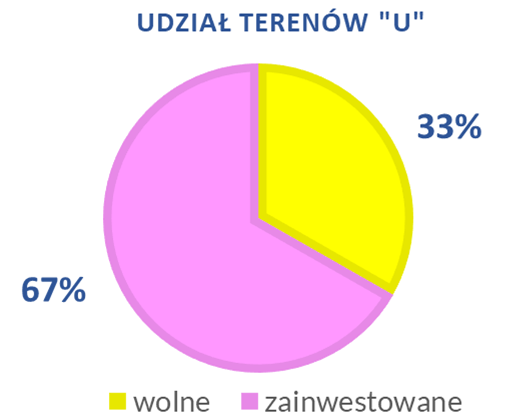 UDZIAŁ TERENÓW "U"
33%
67%
wolne zainwestowane